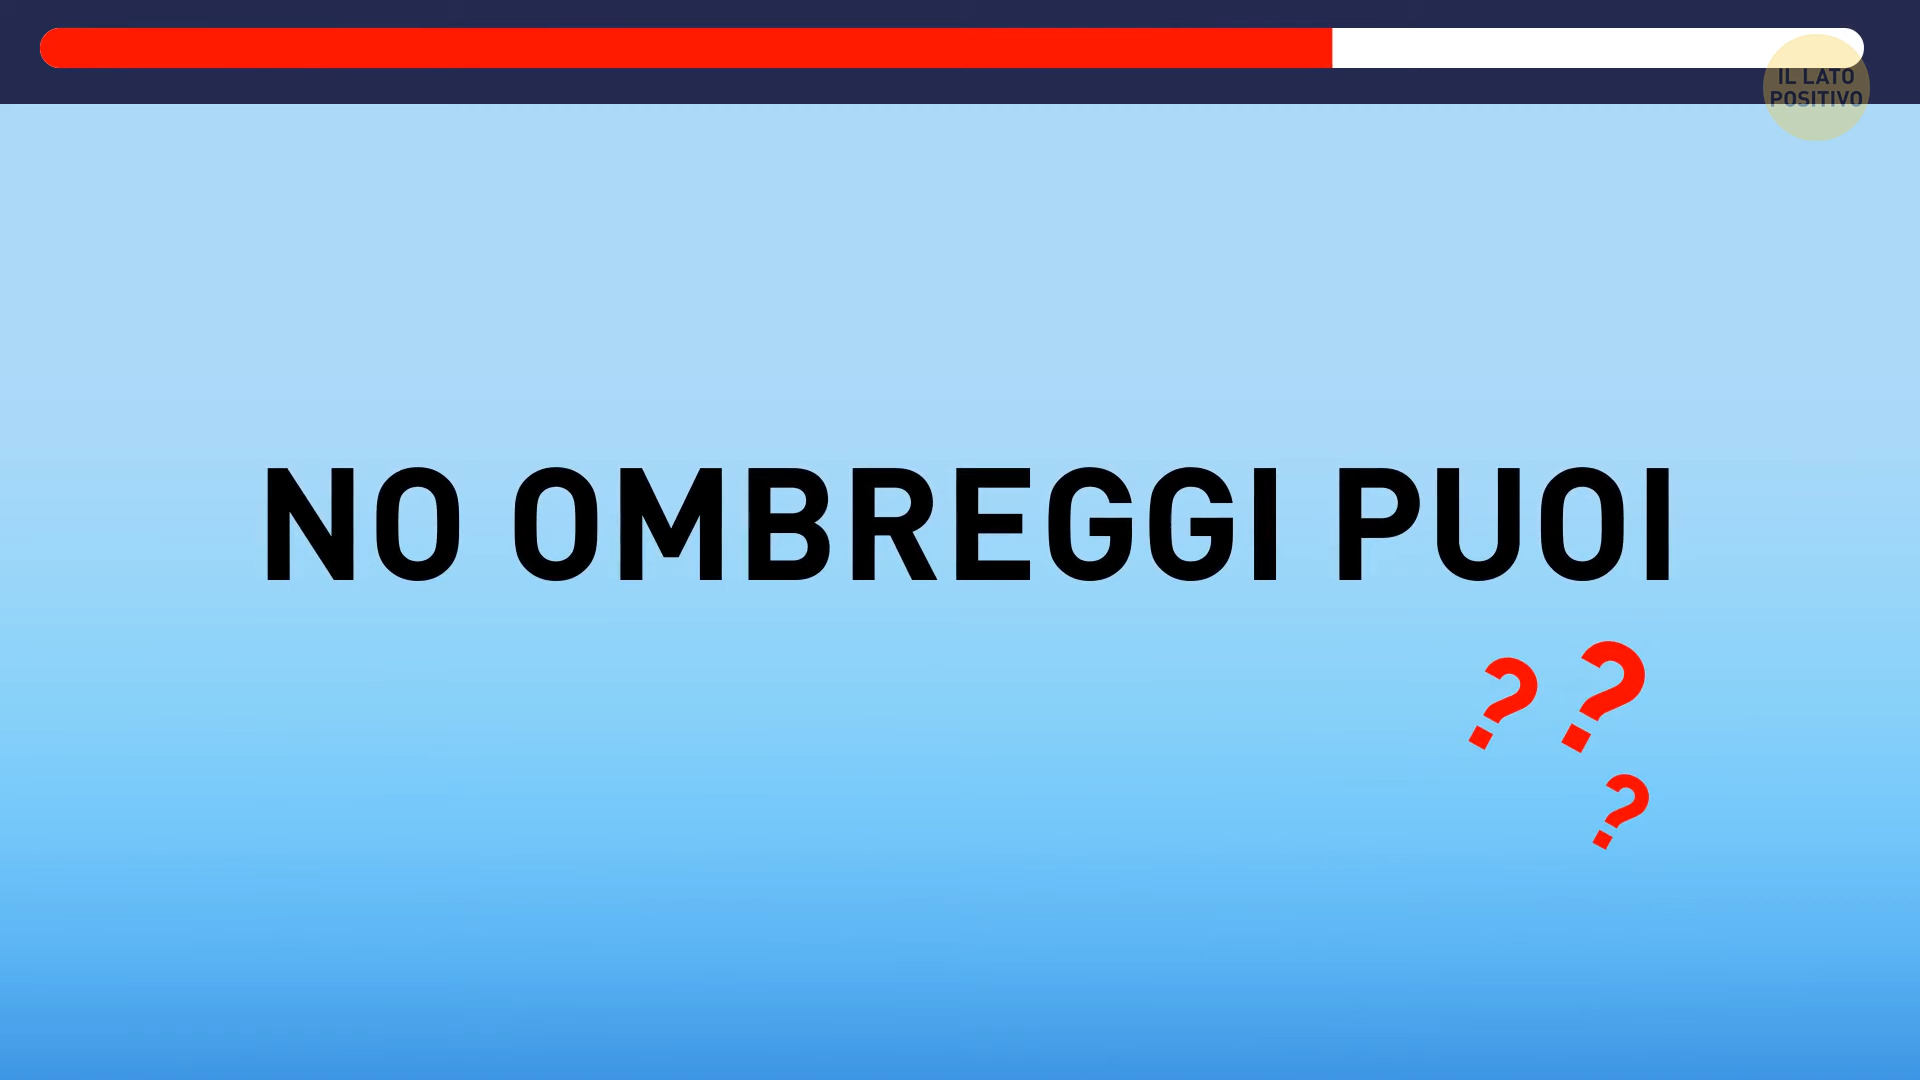 IL LATO
POSITIVO
NO OMBREGGI PUOI
? ?
?